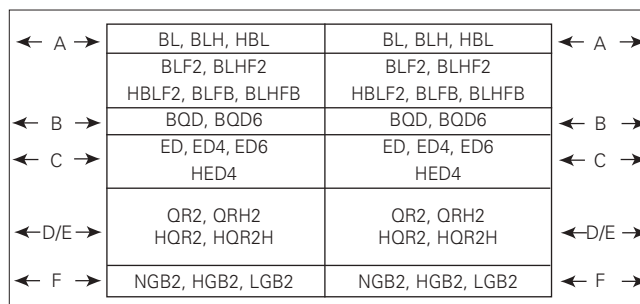 A BL, BLH, HBL BL, BLH, HBL A
BLF2, BLHF2 BLF2, BLHF2
HBLF2, BLFB, BLHFB HBLF2, BLFB, BLHFB
B BQD, BQD6 BQD, BQD6 B
ED, ED4, ED6 ED, ED4, ED6
C HED4 HED4 C
QR2, QRH2 QR2, QRH2
D/E HQR2, HQR2H HQR2, HQR2H D/E
F NGB2, HGB2, LGB2 NGB2, HGB2, LGB2 F